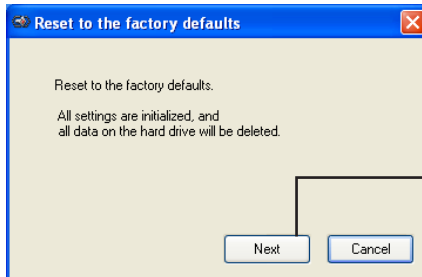 Reset to the factory defaults
Reset to the factory defaults.
All settings are initialized, and
all data on the hard drive will be deleted.
Next
Cancel